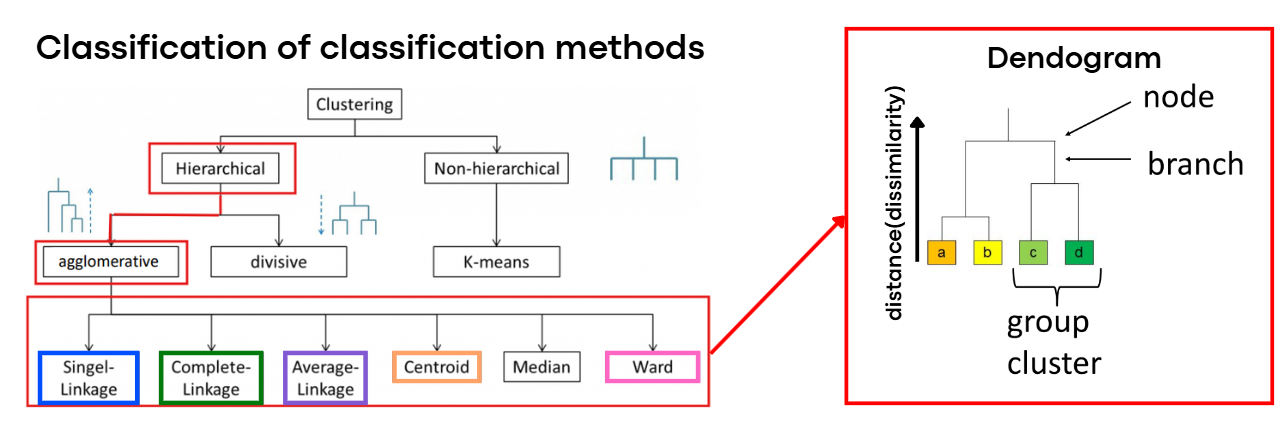 Classification of classification methods
Clustering
Hierarchical
Non-hierarchical
agglomerative
divisive
K-means
Singel-
Linkage
Complete-
Linkage
Average-
Linkage
Centroid
Median
Ward
Dendogram
distance(dissimilarity)
node
branch
a
b
c
d
group
cluster